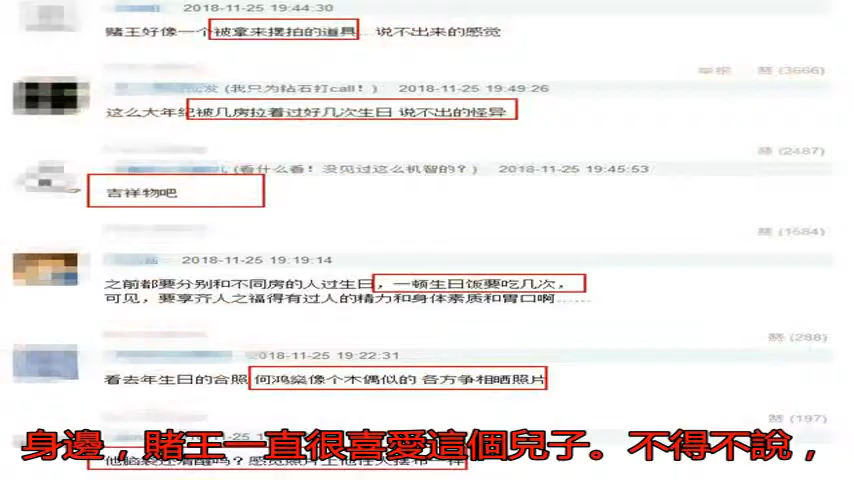 2018-11-25 19:44:30
赌王好像一个被拿来摆拍的道具 说不出来的感觉
举报 赞 (3666)
发 (我只为钻石打call！) 2018-11-25 19:49:26
这么大年纪被几房拉着过好几次生日 说不出的怪异
赞 (2487)
(看什么看！没见过这么机智的？) 2018-11-25 19:45:53
吉祥物吧
赞 (1684)
2018-11-25 19:19:14
之前都要分别和不同房的人过生日，一顿生日饭要吃几次，
可见，要享齐人之福得有过人的精力和身体素质和胃口啊......
赞 (288)
2018-11-25 19:22:31
看去年生日的合照 何鸿燊像个木偶似的 各方争相晒照片
赞 (197)
身邊，賭王一直很喜愛這個兒子。不得不說，